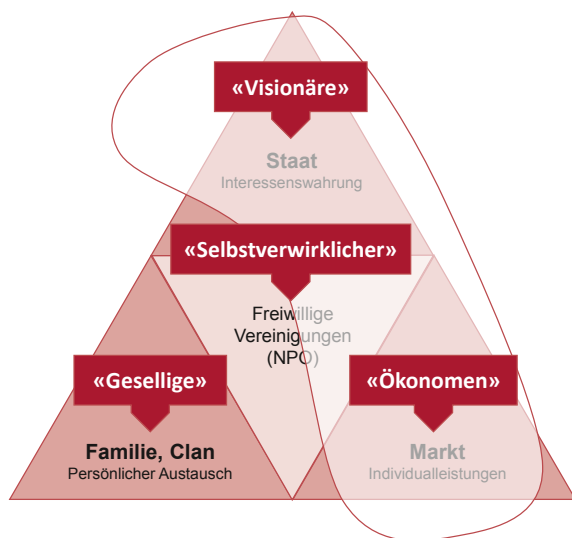 «Visionäre»
Staat
Interessenswahrung
«Selbstverwirklicher»
Freiwillige
Vereinigungen
(NPO)
«Gesellige»
Familie, Clan
Persönlicher Austausch
«Ökonomen»
Markt
Individualleistungen